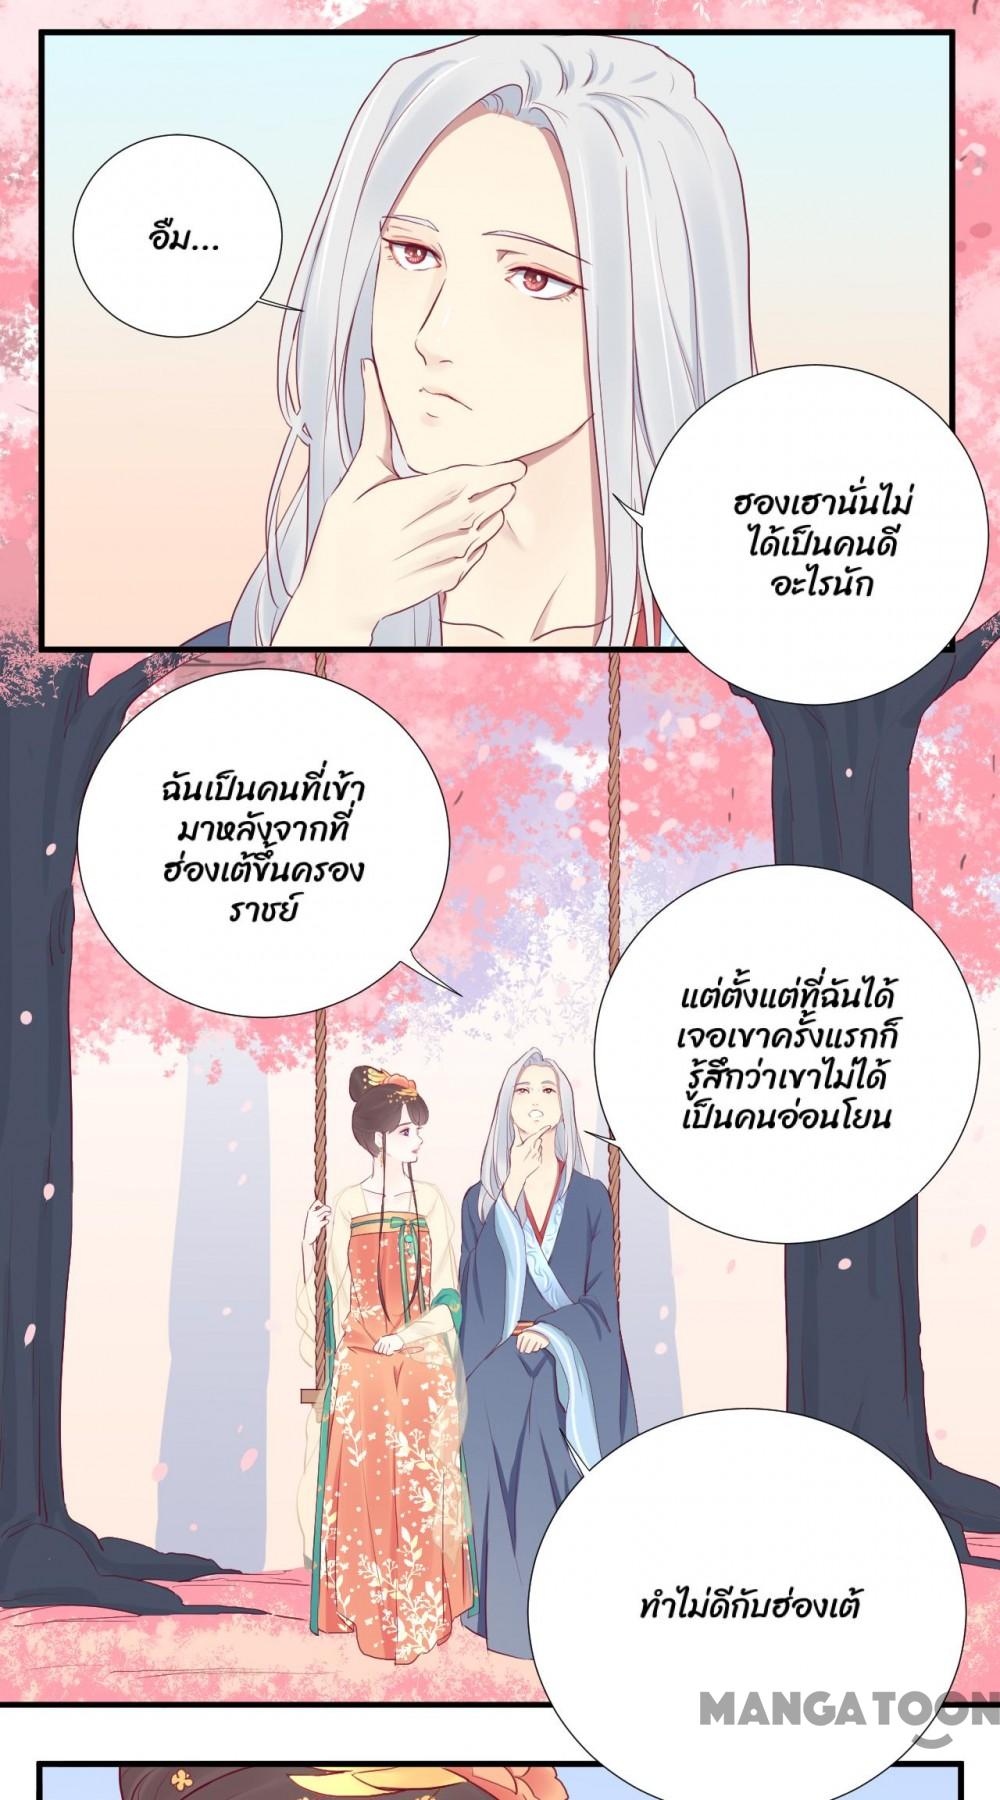 อืม...
ฮองเฮานั่นไม่
ได้เป็นคนดี
อะไรนัก
ฉันเป็นคนที่เข้า
มาหลังจากที่
ฮ่องเต้ขึ้นครอง
ราชย์
แต่ตั้งแต่ที่ฉันได้
เจอเขาครั้งแรกก็
รู้สึกว่าเขาไม่ได้
เป็นคนอ่อนโยน
ทำไม่ดีกับฮ่องเต้
MANGATOON